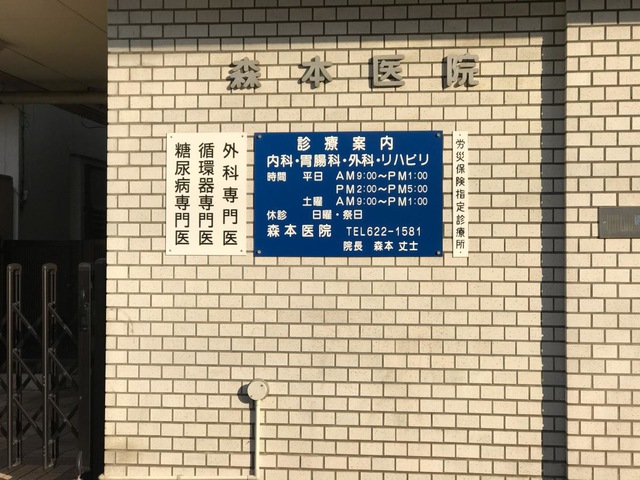 森本医院
外科専門医
循環器専門医
糖尿病専門医
診療案内
内科・胃腸科・外科・リハビリ
時間 平日 AM9:00〜PM1:00
PM2:00〜PM5:00
土曜 AM9:00〜PM1:00
休診 日曜・祭日
森本医院 TEL622-1581
院長 森本 丈士
労災保険指定診療所